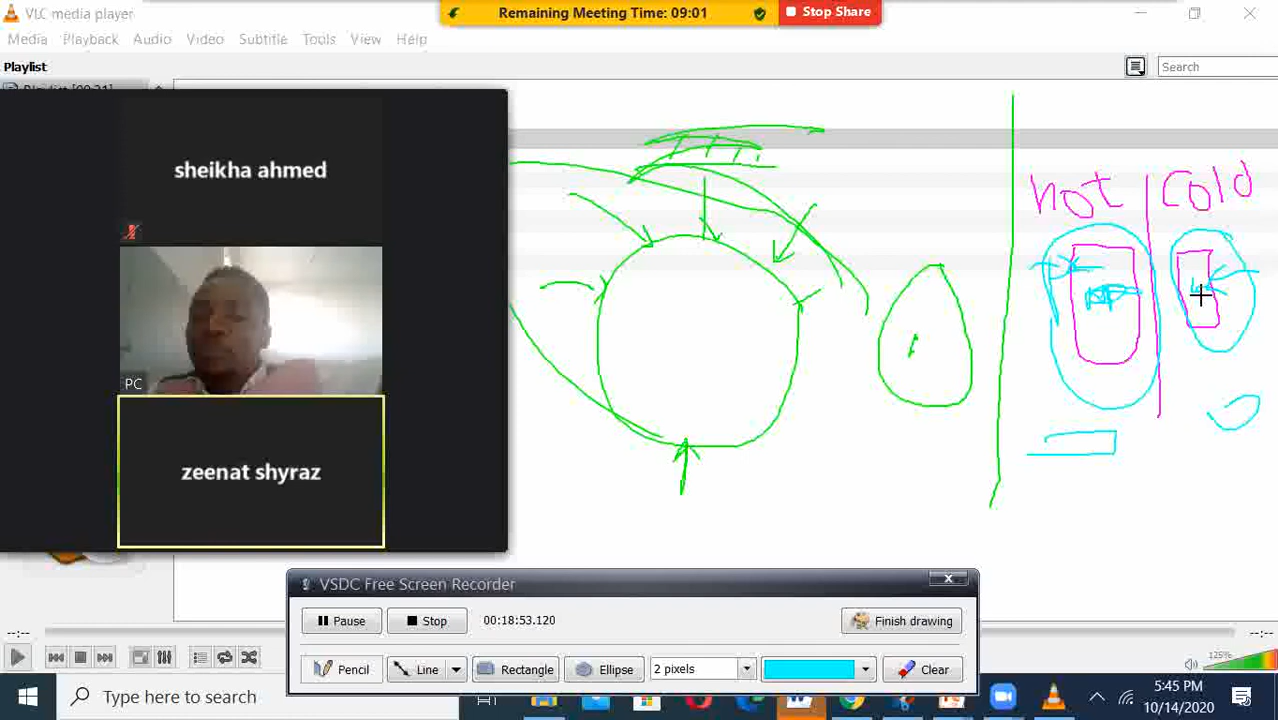 VLC media player
Remaining Meeting Time: 09:01
Stop Share
Media Playback Audio Video Subtitle Tools View Help
Playlist
Search
sheikha ahmed
hot cold
PC
zeenat shyraz
VSDC Free Screen Recorder
Pause Stop 00:18:53.120 Finish drawing
--:-- --:--
Pencil Line Rectangle Ellipse 2 pixels Clear
125%
Type here to search
5:45 PM
10/14/2020